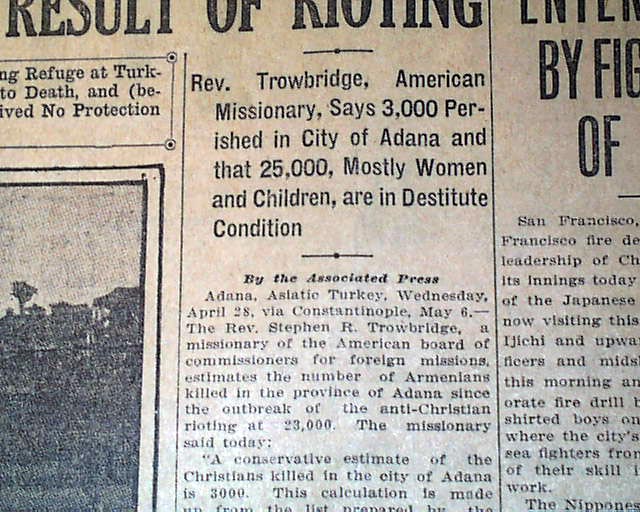 RESULT OF RIOTING
ng Refuge at Turk-
to Death, and (be-
ived No Protection
Rev. Trowbridge, American
Missionary, Says 3,000 Per-
ished in City of Adana and
that 25,000, Mostly Women
and Children, are in Destitute
Condition
By the Associated Press
Adana, Asiatic Turkey, Wednesday,
April 28, via Constantinople, May 6.—
The Rev. Stephen R. Trowbridge, a
missionary of the American board of
commissioners for foreign missions,
estimates the number of Armenians
killed in the province of Adana since
the outbreak of the anti-Christian
rioting at 23,000. The missionary
said today:
"A conservative estimate of the
Christians killed in the city of Adana
is 3000. This calculation is made
up from the list prepared by the
ENTER
BY FIG
OF
San Francisco,
Francisco fire de
leadership of Ch
its innings today
of the Japanese
now visiting this
Ijichi and upwa
ficers and mids
this morning an
orate fire drill b
shirted boys on
where the city's
sea fighters fron
of their skill i
work.
The Nippones